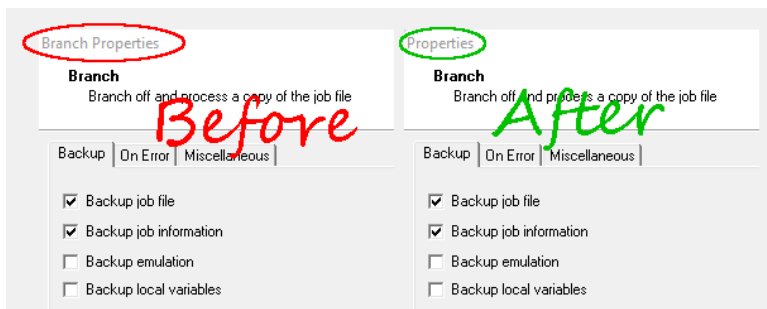 Branch Properties
Branch
Branch off and process a copy of the job file
Before
Backup On Error Miscellaneous
Backup job file
Backup job information
Backup emulation
Backup local variables
Properties
Branch
Branch off and process a copy of the job file
After
Backup On Error Miscellaneous
Backup job file
Backup job information
Backup emulation
Backup local variables